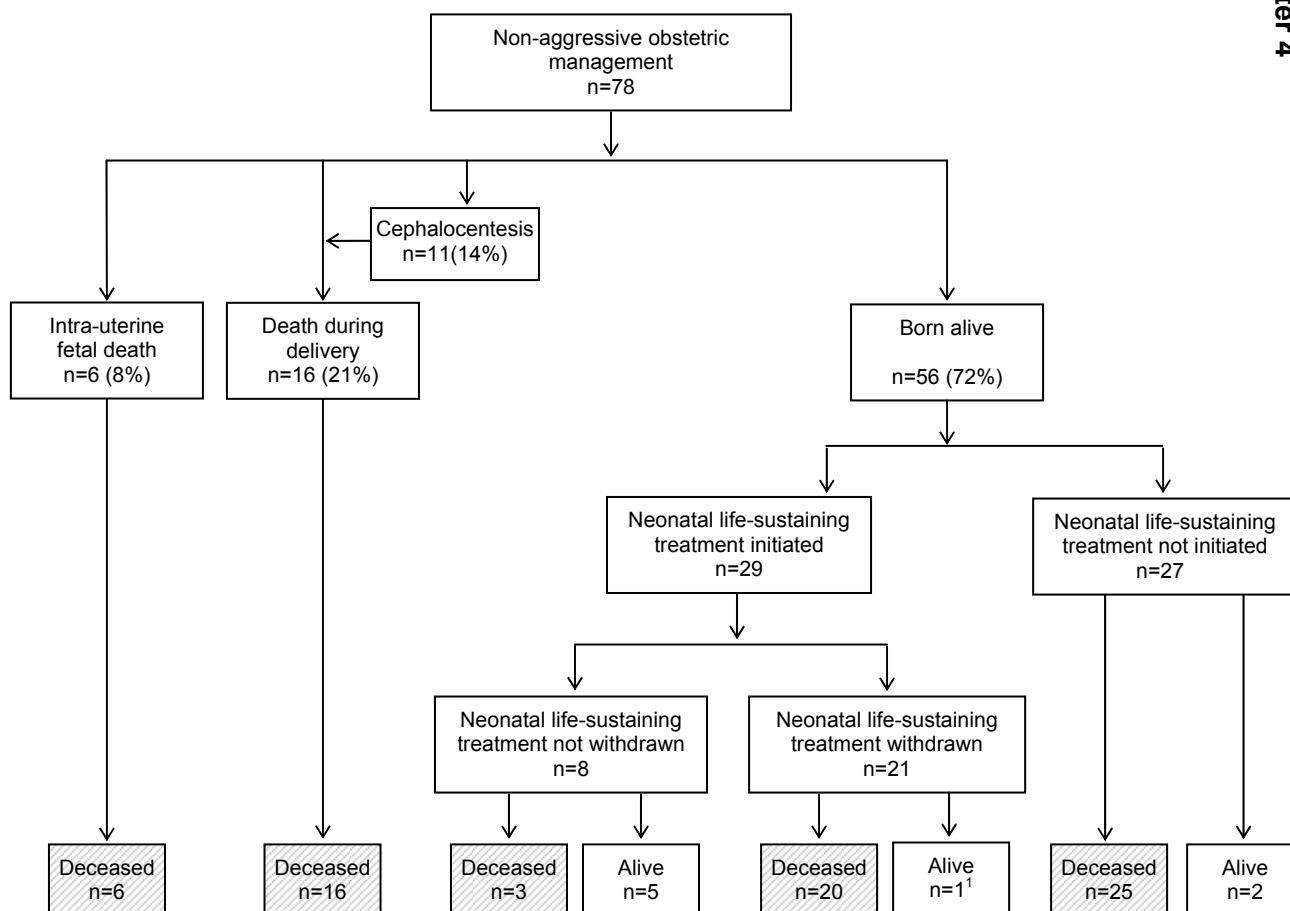 ter 4
Non-aggressive obstetric
management
n=78
Cephalocentesis
n=11(14%)
Intra-uterine
fetal death
n=6 (8%)
Death during
delivery
n=16 (21%)
Born alive
n=56 (72%)
Neonatal life-sustaining
treatment initiated
n=29
Neonatal life-sustaining
treatment not initiated
n=27
Neonatal life-sustaining
treatment not withdrawn
n=8
Neonatal life-sustaining
treatment withdrawn
n=21
Deceased
n=6
Deceased
n=16
Deceased
n=3
Alive
n=5
Deceased
n=20
Alive
n=1¹
Deceased
n=25
Alive
n=2